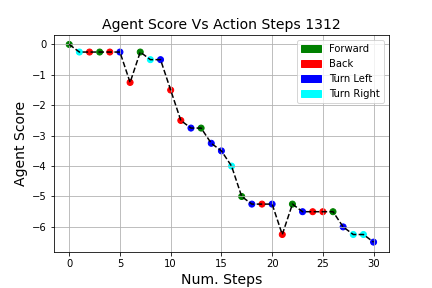 Agent Score Vs Action Steps 1312
Forward
Back
Turn Left
Turn Right
Agent Score
0
−1
−2
−3
−4
−5
−6
0 5 10 15 20 25 30
Num. Steps